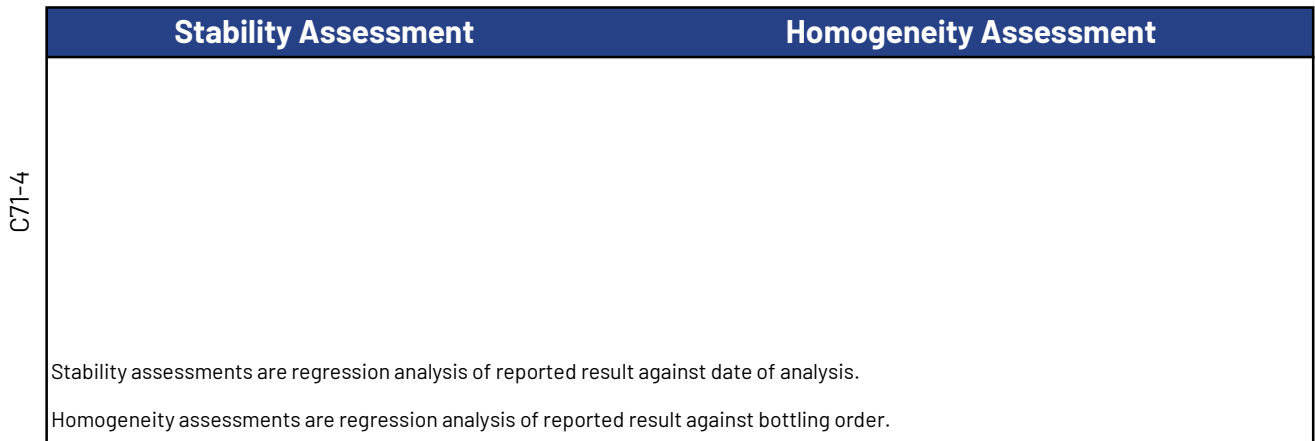 Stability Assessment Homogeneity Assessment
C71-4
Stability assessments are regression analysis of reported result against date of analysis.
Homogeneity assessments are regression analysis of reported result against bottling order.